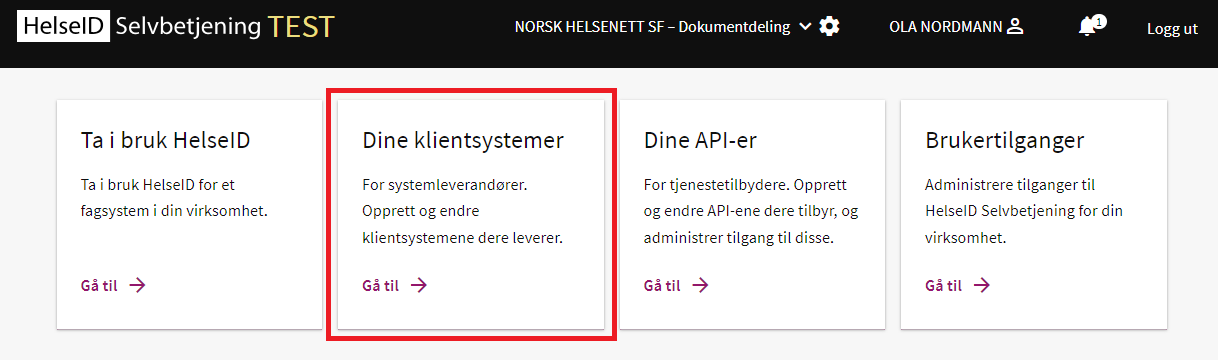 HelseID Selvbetjening TEST
NORSK HELSENETT SF – Dokumentdeling
OLA NORDMANN
1
Logg ut
Ta i bruk HelseID
Ta i bruk HelseID for et
fagsystem i din virksomhet.
Gå til
Dine klientsystemer
For systemleverandører.
Opprett og endre
klientsystemene dere leverer.
Gå til
Dine API-er
For tjenestetilbydere. Opprett
og endre API-ene dere tilbyr, og
administrer tilgang til disse.
Gå til
Brukertilganger
Administrere tilganger til
HelseID Selvbetjening for din
virksomhet.
Gå til